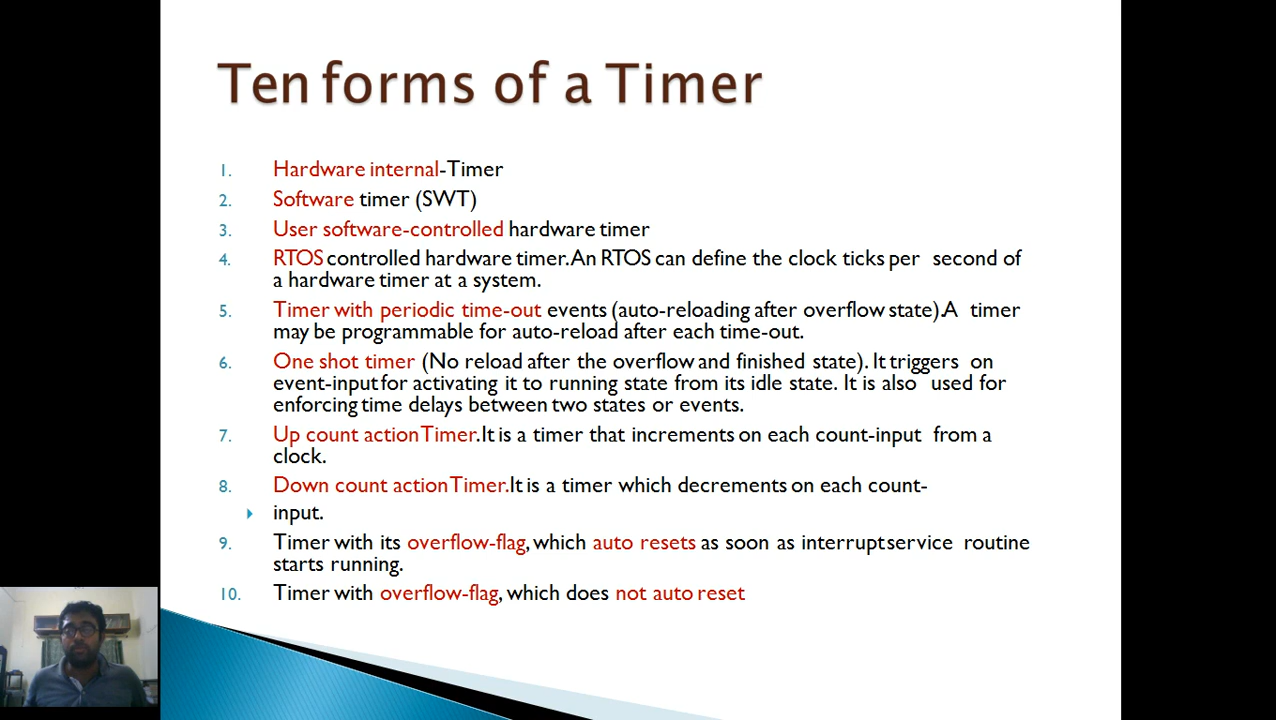 Ten forms of a Timer
1. Hardware internal-Timer
2. Software timer (SWT)
3. User software-controlled hardware timer
4. RTOS controlled hardware timer. An RTOS can define the clock ticks per second of
a hardware timer at a system.
5. Timer with periodic time-out events (auto-reloading after overflow state).A timer
may be programmable for auto-reload after each time-out.
6. One shot timer (No reload after the overflow and finished state). It triggers on
event-input for activating it to running state from its idle state. It is also used for
enforcing time delays between two states or events.
7. Up count action Timer. It is a timer that increments on each count-input from a
clock.
8. Down count action Timer. It is a timer which decrements on each count-
input.
9. Timer with its overflow-flag, which auto resets as soon as interrupt service routine
starts running.
10. Timer with overflow-flag, which does not auto reset